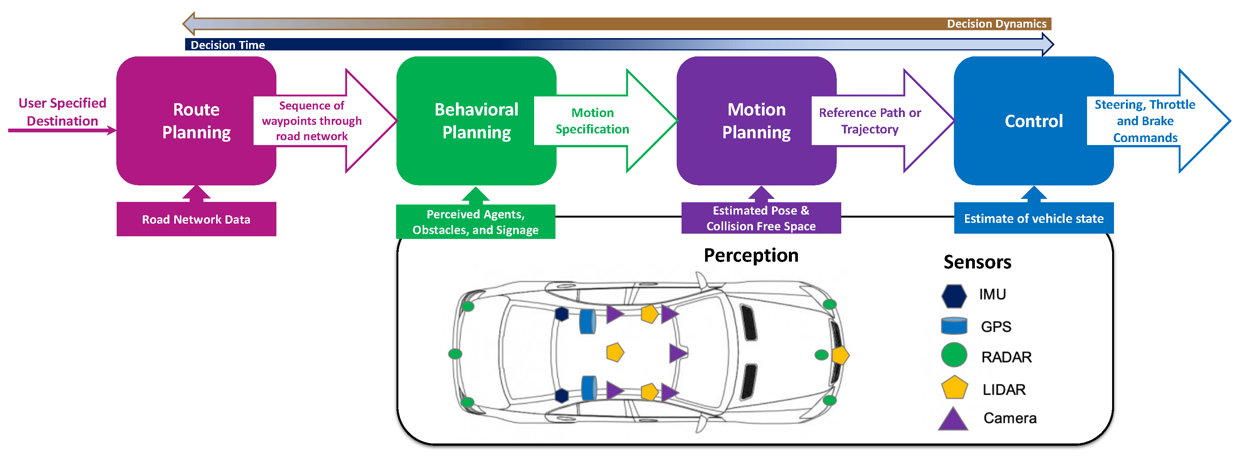 Decision Dynamics
Decision Time
User Specified
Destination
Route
Planning
Sequence of
waypoints through
road network
Behavioral
Planning
Motion
Specification
Motion
Planning
Reference Path or
Trajectory
Control
Steering, Throttle
and Brake
Commands
Road Network Data
Perceived Agents,
Obstacles, and Signage
Estimated Pose &
Collision Free Space
Estimate of vehicle state
Perception
Sensors
IMU
GPS
RADAR
LIDAR
Camera